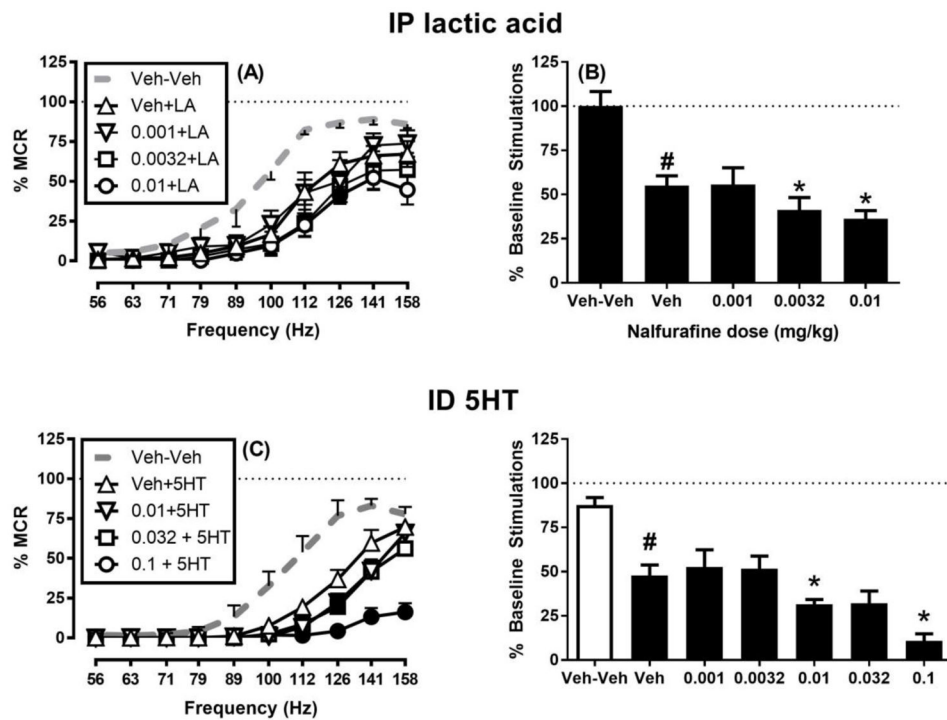 IP lactic acid
(A)
Veh-Veh
Veh+LA
0.001+LA
0.0032+LA
0.01+LA
% MCR
125
100
75
50
25
0
56 63 71 79 89 100 112 126 141 158
Frequency (Hz)
(B)
% Baseline Stimulations
125
100
75
50
25
0
#
*
*
Veh-Veh Veh 0.001 0.0032 0.01
Nalfurafine dose (mg/kg)
ID 5HT
(C)
Veh-Veh
Veh+5HT
0.01+5HT
0.032 + 5HT
0.1 + 5HT
% MCR
125
100
75
50
25
0
56 63 71 79 89 100 112 126 141 158
Frequency (Hz)
% Baseline Stimulations
125
100
75
50
25
0
#
*
*
Veh-Veh Veh 0.001 0.0032 0.01 0.032 0.1